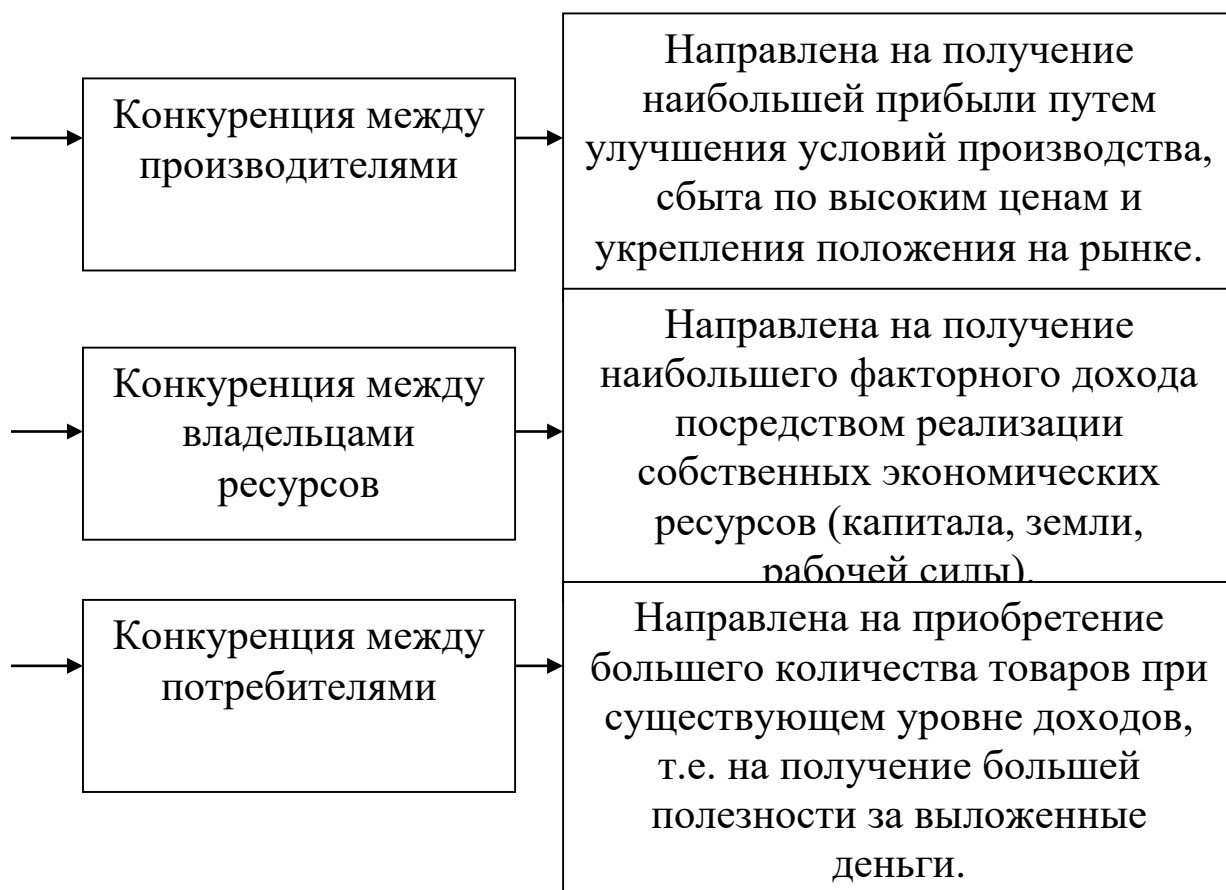 Конкуренция между
производителями
Направлена на получение
наибольшей прибыли путем
улучшения условий производства,
сбыта по высоким ценам и
укрепления положения на рынке.
Конкуренция между
владельцами
ресурсов
Направлена на получение
наибольшего факторного дохода
посредством реализации
собственных экономических
ресурсов (капитала, земли,
рабочей силы).
Конкуренция между
потребителями
Направлена на приобретение
большего количества товаров при
существующем уровне доходов,
т.е. на получение большей
полезности за выложенные
деньги.